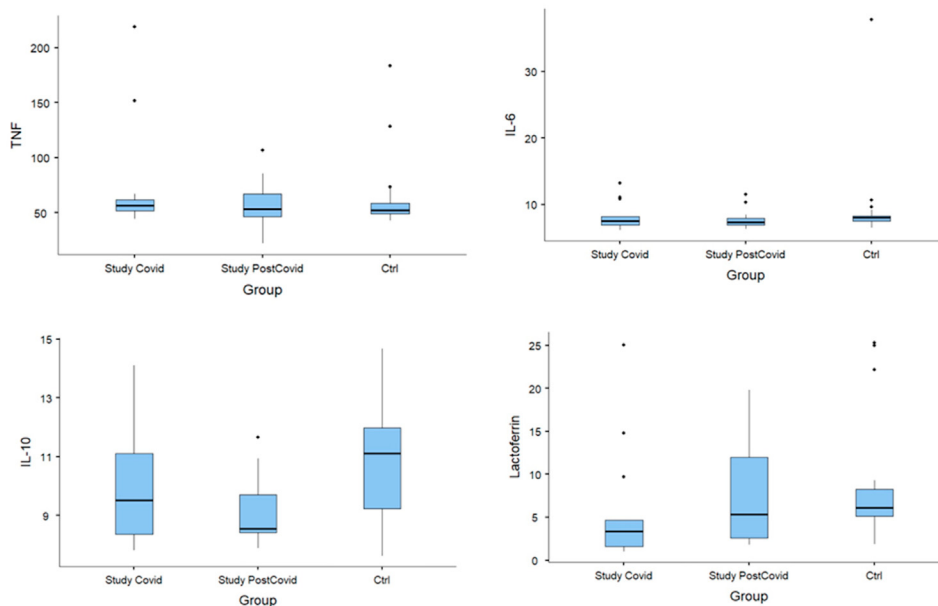 TNF
200
150
100
50
Study Covid Study PostCovid Ctrl
Group
IL-6
30
20
10
Study Covid Study PostCovid Ctrl
Group
IL-10
15
13
11
9
Study Covid Study PostCovid Ctrl
Group
Lactoferrin
25
20
15
10
5
0
Study Covid Study PostCovid Ctrl
Group